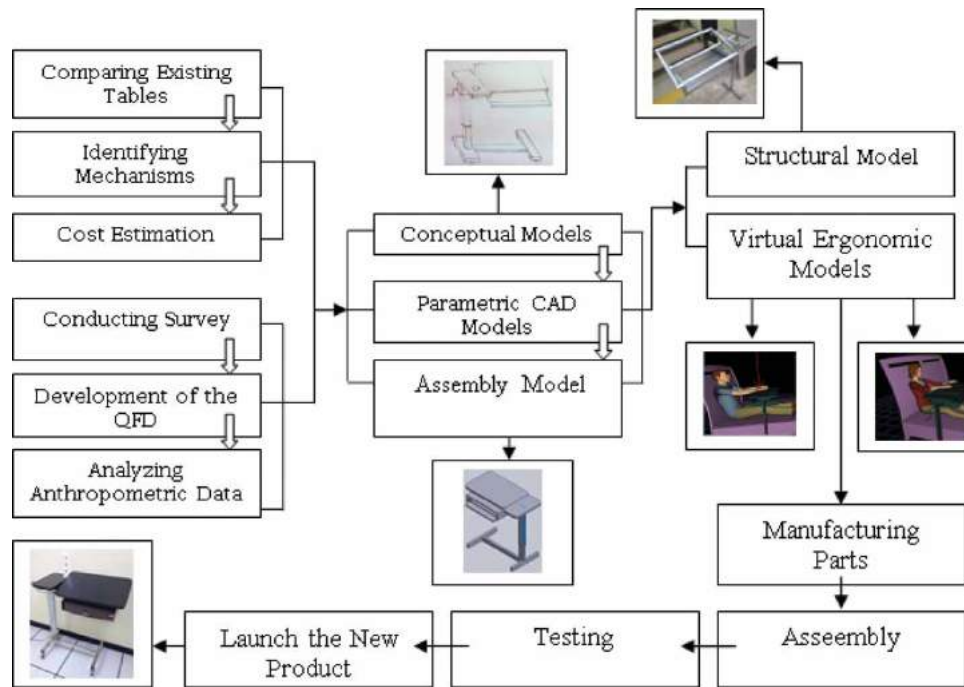 Comparing Existing
Tables
Identifying
Mechanisms
Cost Estimation
Conducting Survey
Development of the
QFD
Analyzing
Anthropometric Data
Conceptual Models
Parametric CAD
Models
Assembly Model
Structural Model
Virtual Ergonomic
Models
Manufacturing
Parts
Asseembly
Testing
Launch the New
Product